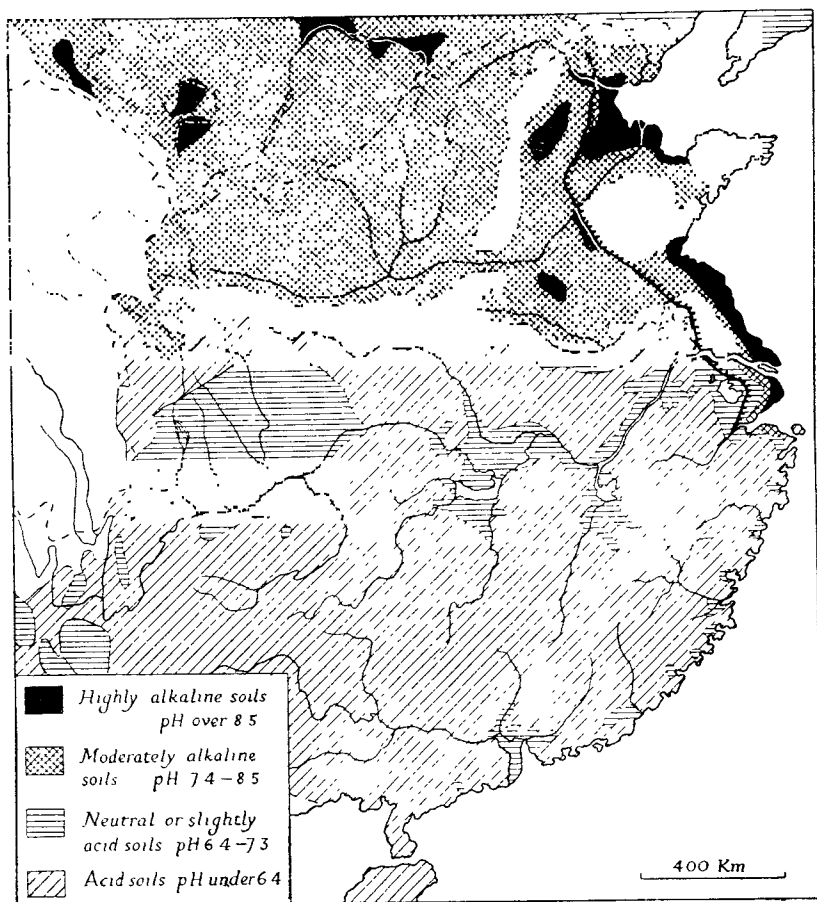 Highly alkaline soils
pH over 8 5
Moderately alkaline
soils pH 7 4-8 5
Neutral or slightly
acid soils pH 6 4-7 3
Acid soils pH under 6 4
400 Km